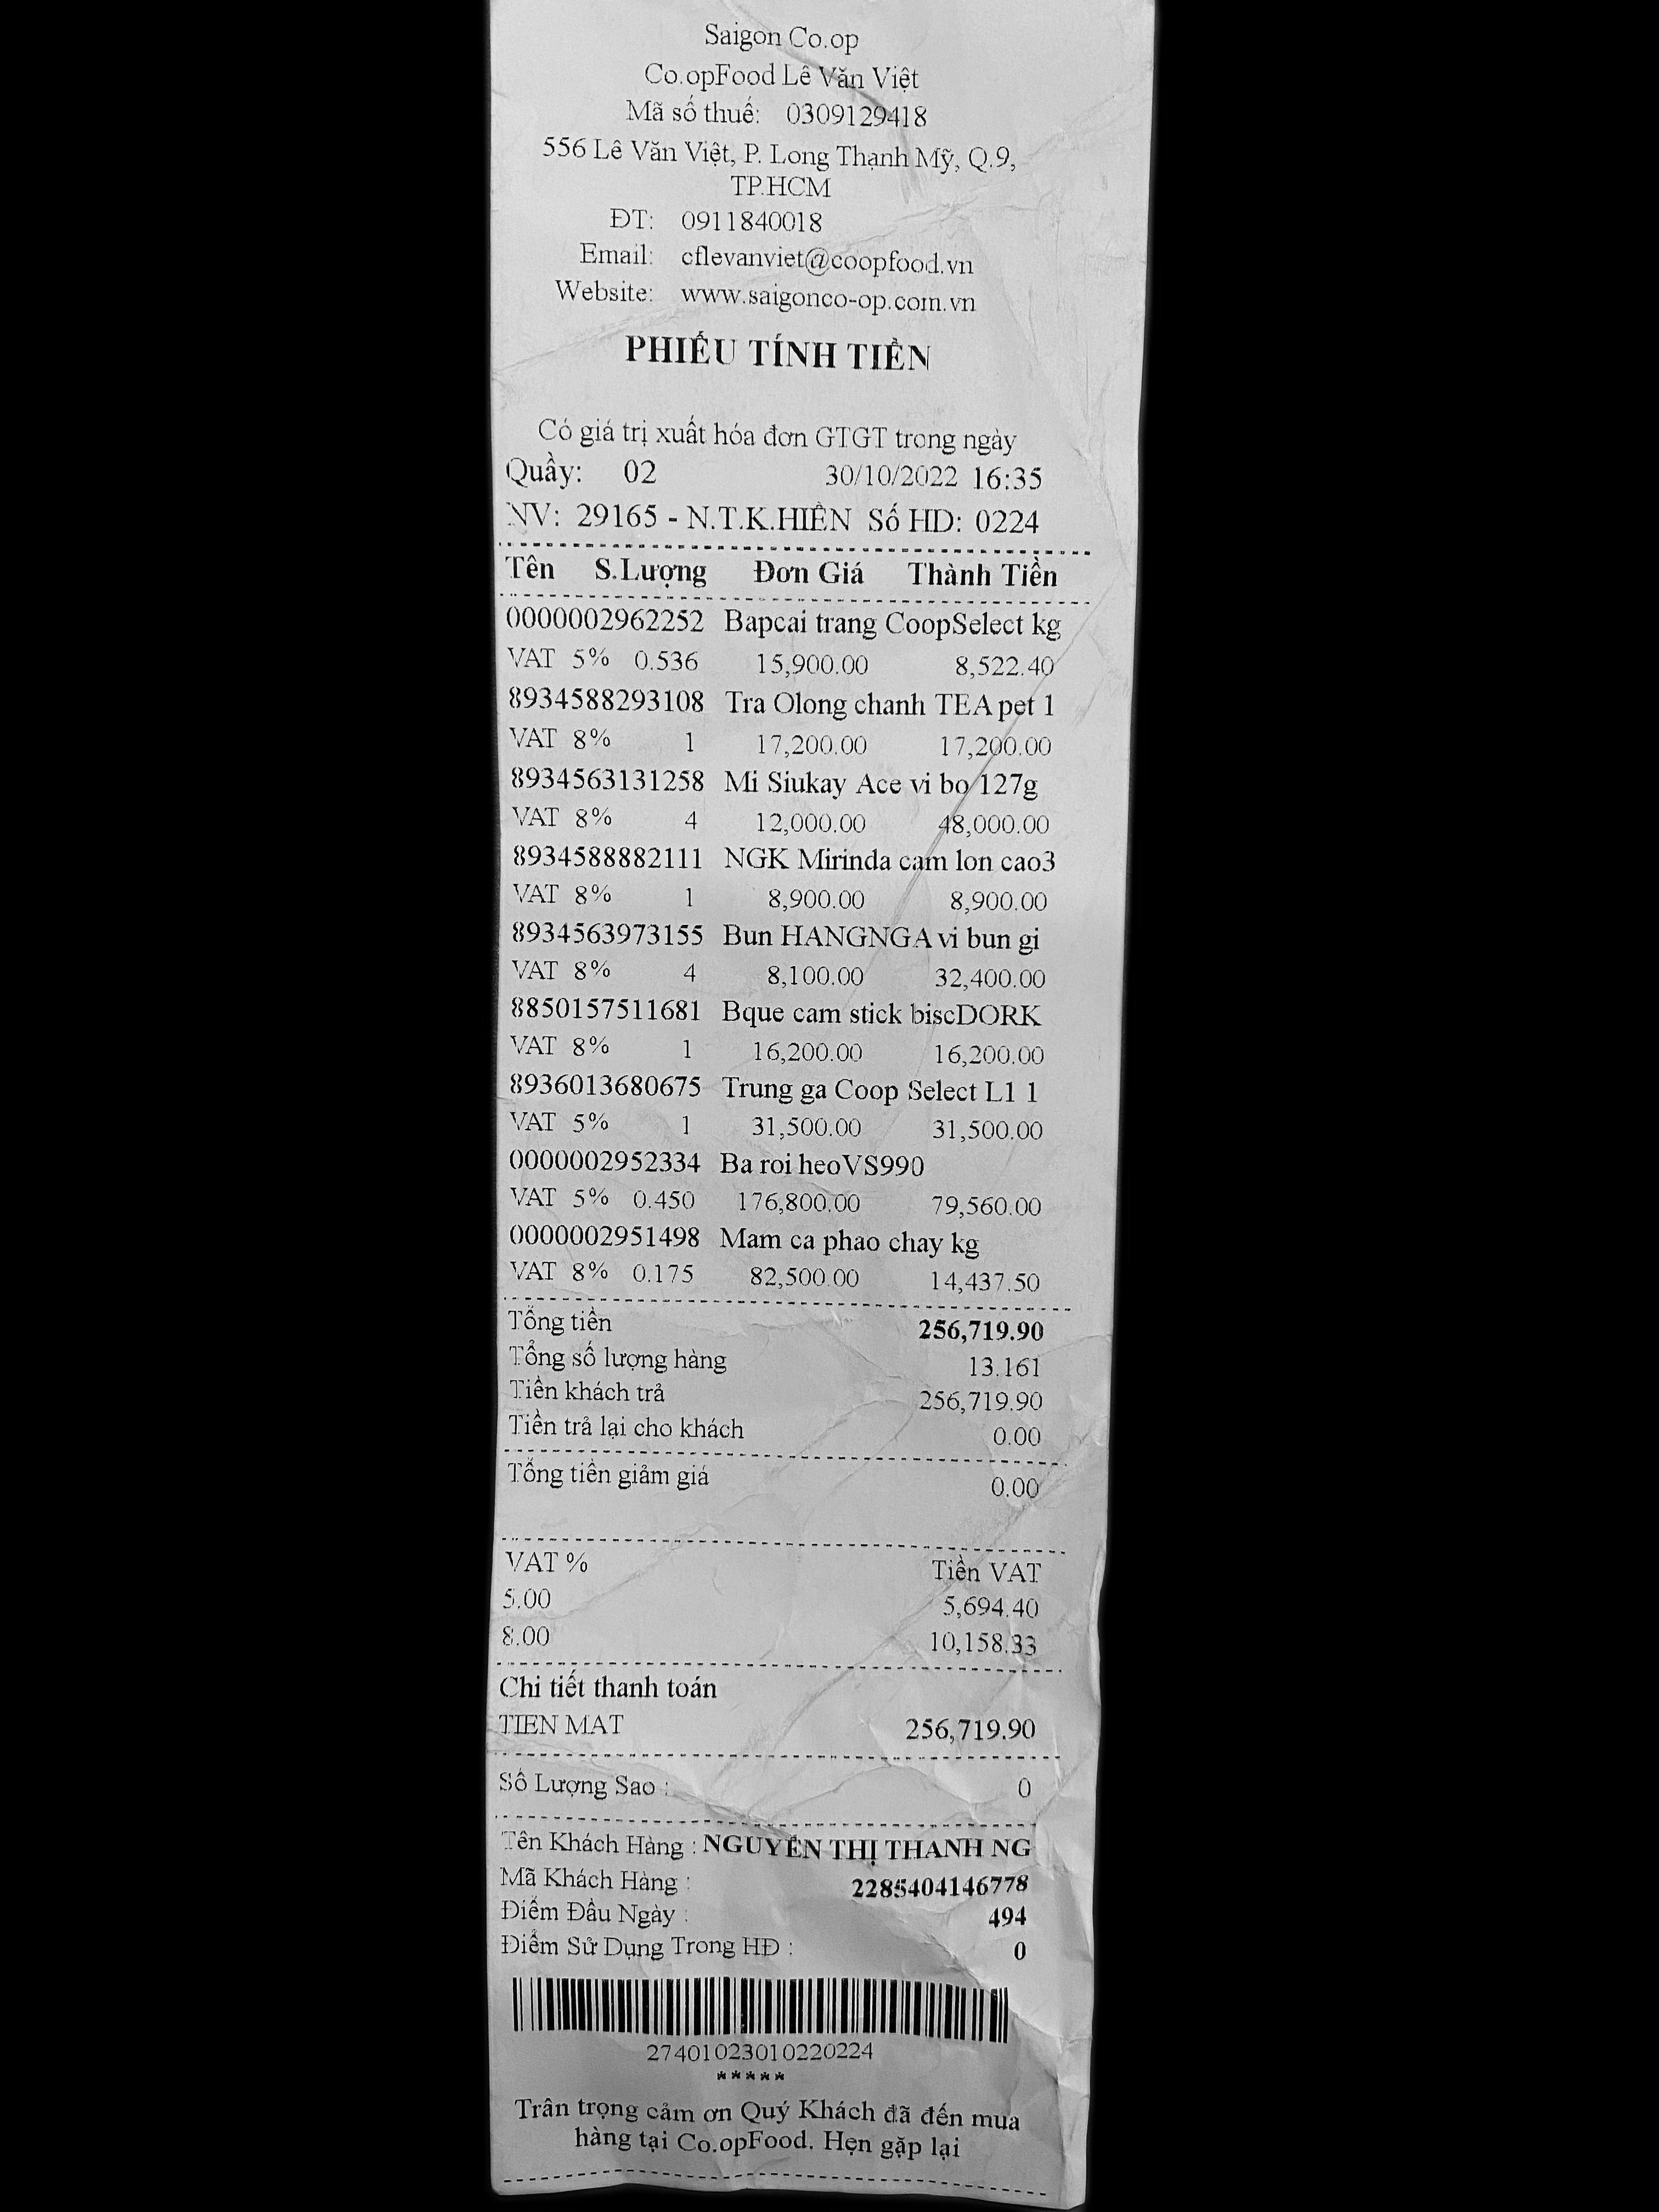 Saigon Co.op
Co.opFood Lê Văn Việt
Mã số thuế: 0309129418
556 Lê Văn Việt, P. Long Thạnh Mỹ, Q.9,
TP.HCM
ĐT: 0911840018
Email: cflevanviet@coopfood.vn
Website: www.saigonco-op.com.vn
PHIẾU TÍNH TIỀN
Có giá trị xuất hóa đơn GTGT trong ngày
Quầy: 02 30/10/2022 16:35
NV: 29165 - N.T.K.HIỀN Số HD: 0224
Tên S.Lượng Đơn Giá Thành Tiền
0000002962252 Bapcai trang CoopSelect kg
VAT 5% 0.536 15,900.00 8,522.40
8934588293108 Tra Olong chanh TEA pet 1
VAT 8% 1 17,200.00 17,200.00
8934563131258 Mi Siukay Ace vi bo 127g
VAT 8% 4 12,000.00 48,000.00
8934588882111 NGK Mirinda cam lon cao3
VAT 8% 1 8,900.00 8,900.00
8934563973155 Bun HANGNGA vi bun gi
VAT 8% 4 8,100.00 32,400.00
8850157511681 Bque cam stick biscDORK
VAT 8% 1 16,200.00 16,200.00
8936013680675 Trung ga Coop Select L1 1
VAT 5% 1 31,500.00 31,500.00
0000002952334 Ba roi heoVS990
VAT 5% 0.450 176,800.00 79,560.00
0000002951498 Mam ca phao chay kg
VAT 8% 0.175 82,500.00 14,437.50
Tổng tiền 256,719.90
Tổng số lượng hàng 13.161
Tiền khách trả 256,719.90
Tiền trả lại cho khách 0.00
Tổng tiền giảm giá 0.00
VAT % Tiền VAT
5.00 5,694.40
8.00 10,158.33
Chi tiết thanh toán
TIEN MAT 256,719.90
Số Lượng Sao : 0
Tên Khách Hàng : NGUYỄN THỊ THANH NG
Mã Khách Hàng : 2285404146778
Điểm Đầu Ngày : 494
Điểm Sử Dụng Trong HĐ : 0
27401023010220224
*****
Trân trọng cảm ơn Quý Khách đã đến mua
hàng tại Co.opFood. Hẹn gặp lại